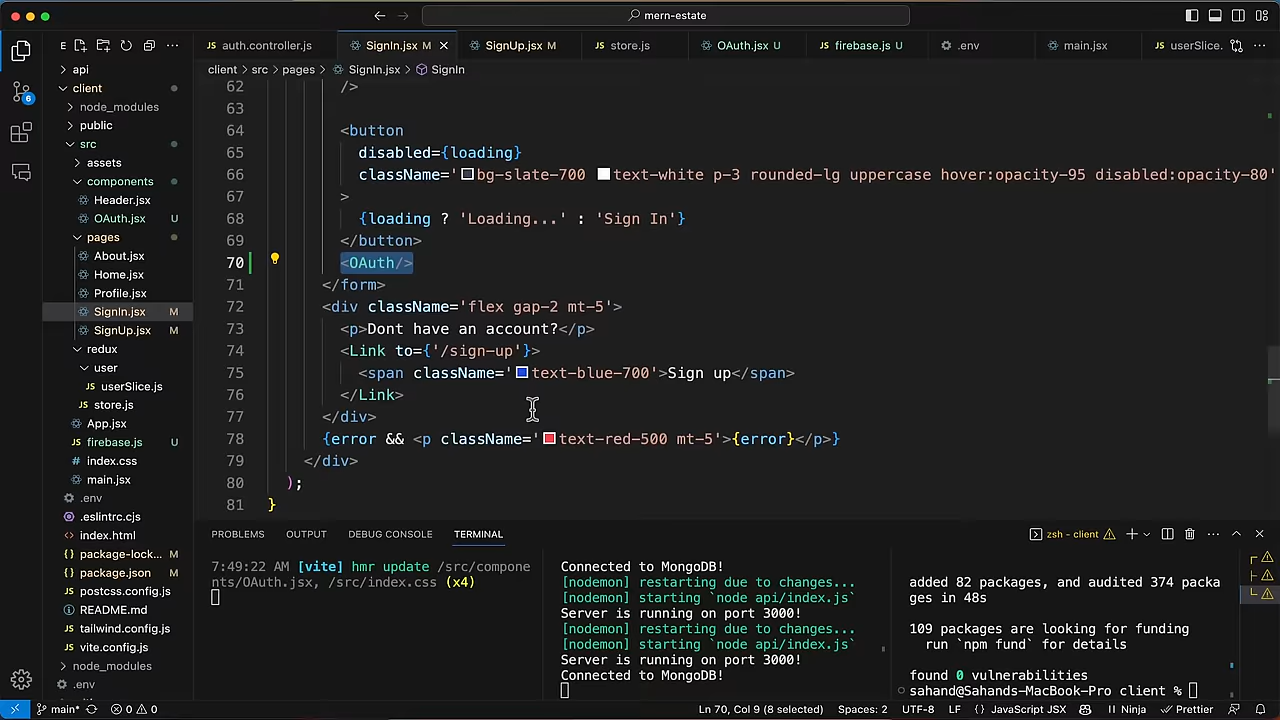 mern-estate
auth.controller.js
SignIn.jsx M
SignUp.jsx M
store.js
OAuth.jsx U
firebase.js U
.env
main.jsx
userSlice.
E
client > src > pages > SignIn.jsx > SignIn
api
client
node_modules
public
src
assets
components
Header.jsx
OAuth.jsx U
pages
About.jsx
Home.jsx
Profile.jsx
SignIn.jsx M
SignUp.jsx M
redux
user
userSlice.js
store.js
App.jsx
firebase.js U
index.css
main.jsx
.env
.eslintrc.cjs
index.html
package-lock... M
package.json M
postcss.config.js
README.md
tailwind.config.js
vite.config.js
node_modules
.env
6
62 />
63
64 <button
65 disabled={loading}
66 className='bg-slate-700 text-white p-3 rounded-lg uppercase hover:opacity-95 disabled:opacity-80'
67 >
68 {loading ? 'Loading...' : 'Sign In'}
69 </button>
70 <OAuth/>
71 </form>
72 <div className='flex gap-2 mt-5'>
73 <p>Dont have an account?</p>
74 <Link to={'/sign-up'}>
75 <span className='text-blue-700'>Sign up</span>
76 </Link>
77 </div>
78 {error && <p className='text-red-500 mt-5'>{error}</p>}
79 </div>
80 );
81 }
PROBLEMS OUTPUT DEBUG CONSOLE TERMINAL
zsh - client
7:49:22 AM [vite] hmr update /src/compone
nts/OAuth.jsx, /src/index.css (x4)
Connected to MongoDB!
[nodemon] restarting due to changes...
[nodemon] starting `node api/index.js`
Server is running on port 3000!
[nodemon] restarting due to changes...
[nodemon] starting `node api/index.js`
Server is running on port 3000!
Connected to MongoDB!
added 82 packages, and audited 374 packa
ges in 48s
109 packages are looking for funding
run `npm fund` for details
found 0 vulnerabilities
sahand@Sahands-MacBook-Pro client %
main* 0 0
Ln 70, Col 9 (8 selected) Spaces: 2 UTF-8 LF {} JavaScript JSX Ninja Prettier